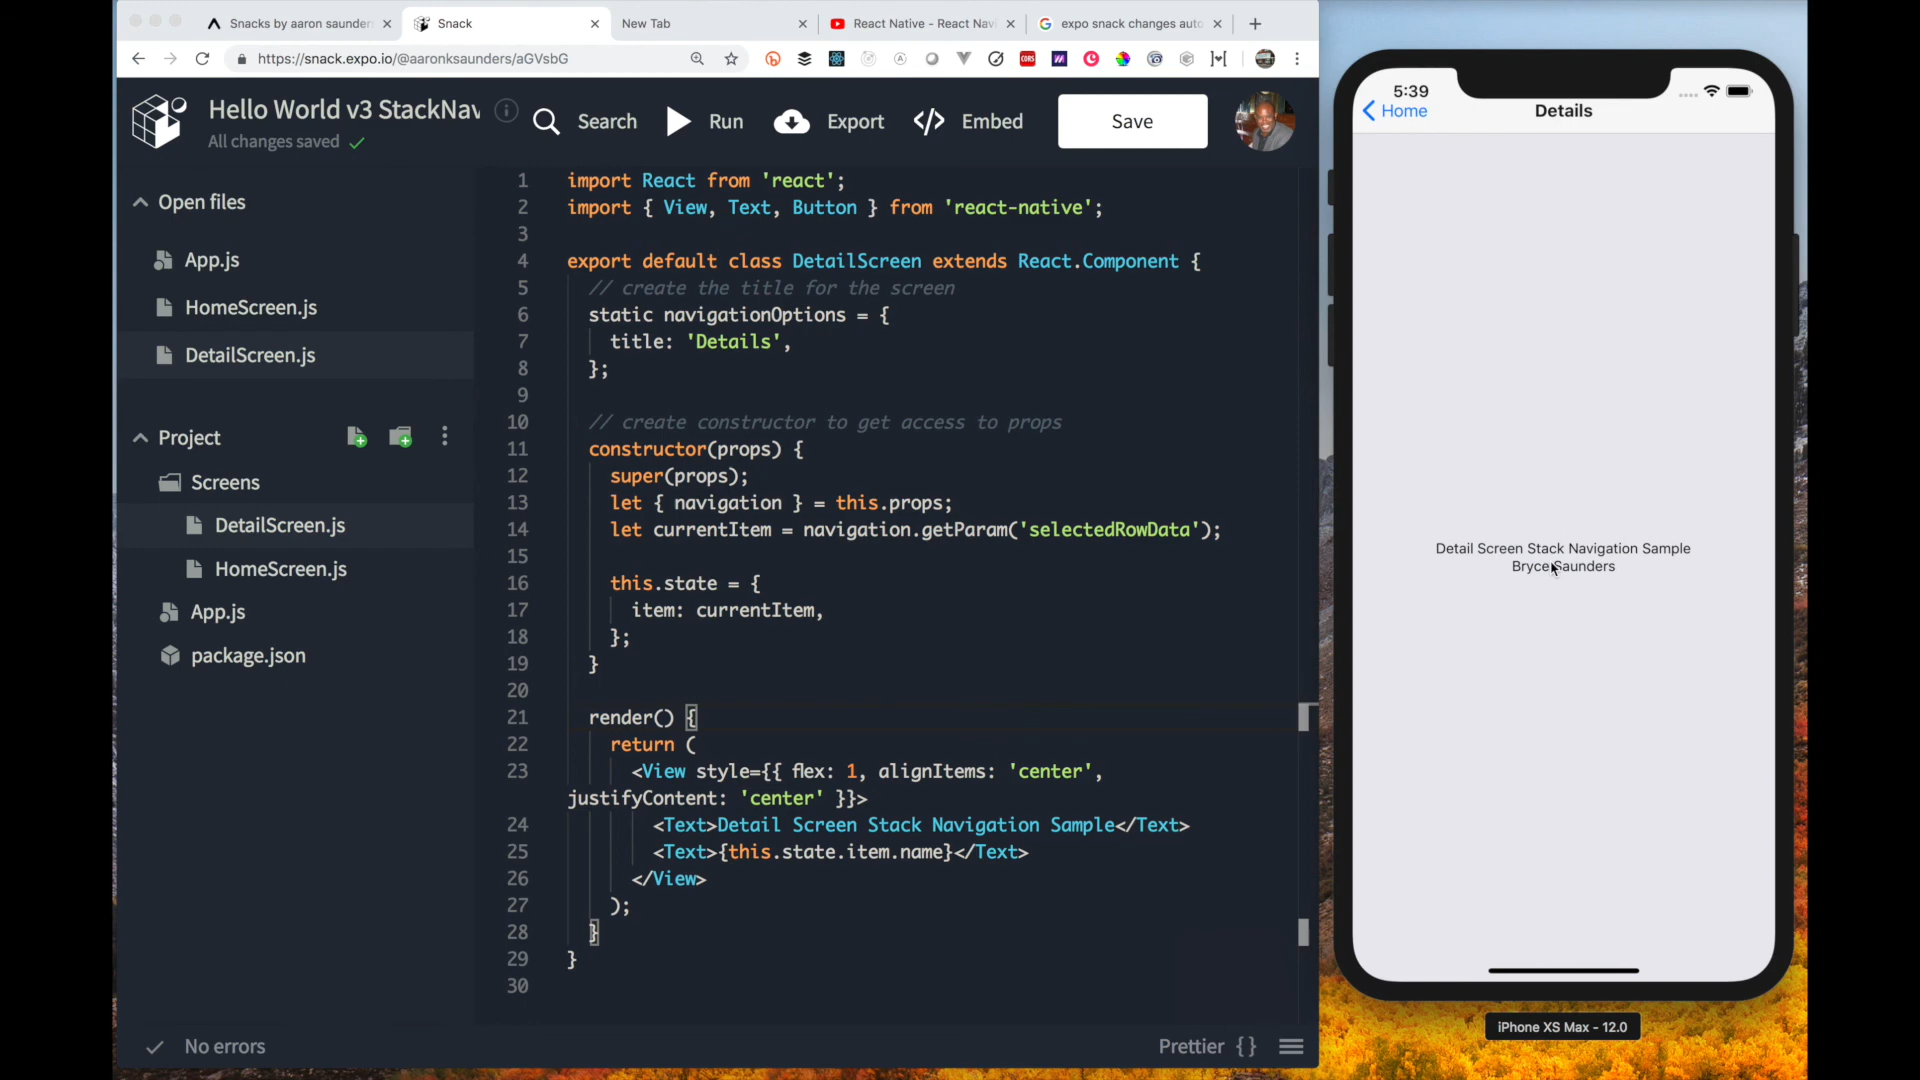 Snacks by aaron saunders
Snack
New Tab
React Native - React Navi
expo snack changes auto
https://snack.expo.io/@aaronksaunders/aGVsbG
Hello World v3 StackNav
All changes saved
Search
Run
Export
Embed
Save
Open files
App.js
HomeScreen.js
DetailScreen.js
Project
Screens
DetailScreen.js
HomeScreen.js
App.js
package.json
1 import React from 'react';
2 import { View, Text, Button } from 'react-native';
3
4 export default class DetailScreen extends React.Component {
5 // create the title for the screen
6 static navigationOptions = {
7 title: 'Details',
8 };
9
10 // create constructor to get access to props
11 constructor(props) {
12 super(props);
13 let { navigation } = this.props;
14 let currentItem = navigation.getParam('selectedRowData');
15
16 this.state = {
17 item: currentItem,
18 };
19 }
20
21 render() {
22 return (
23 <View style={{ flex: 1, alignItems: 'center',
justifyContent: 'center' }}>
24 <Text>Detail Screen Stack Navigation Sample</Text>
25 <Text>{this.state.item.name}</Text>
26 </View>
27 );
28 }
29 }
30
No errors
Prettier { }
5:39
Home
Details
Detail Screen Stack Navigation Sample
Bryce Saunders
iPhone XS Max - 12.0